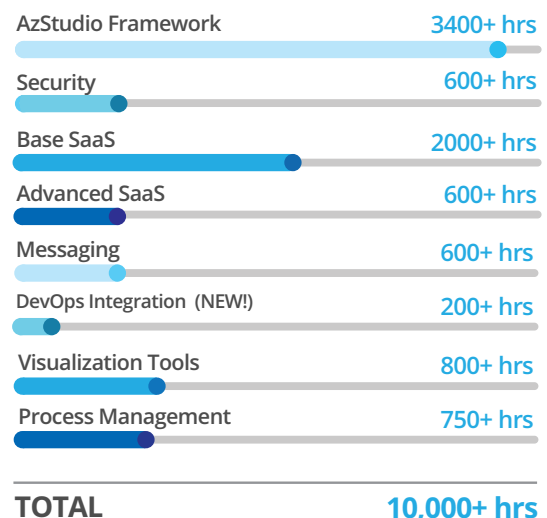 AzStudio Framework 3400+ hrs
Security 600+ hrs
Base SaaS 2000+ hrs
Advanced SaaS 600+ hrs
Messaging 600+ hrs
DevOps Integration (NEW!) 200+ hrs
Visualization Tools 800+ hrs
Process Management 750+ hrs
TOTAL 10,000+ hrs